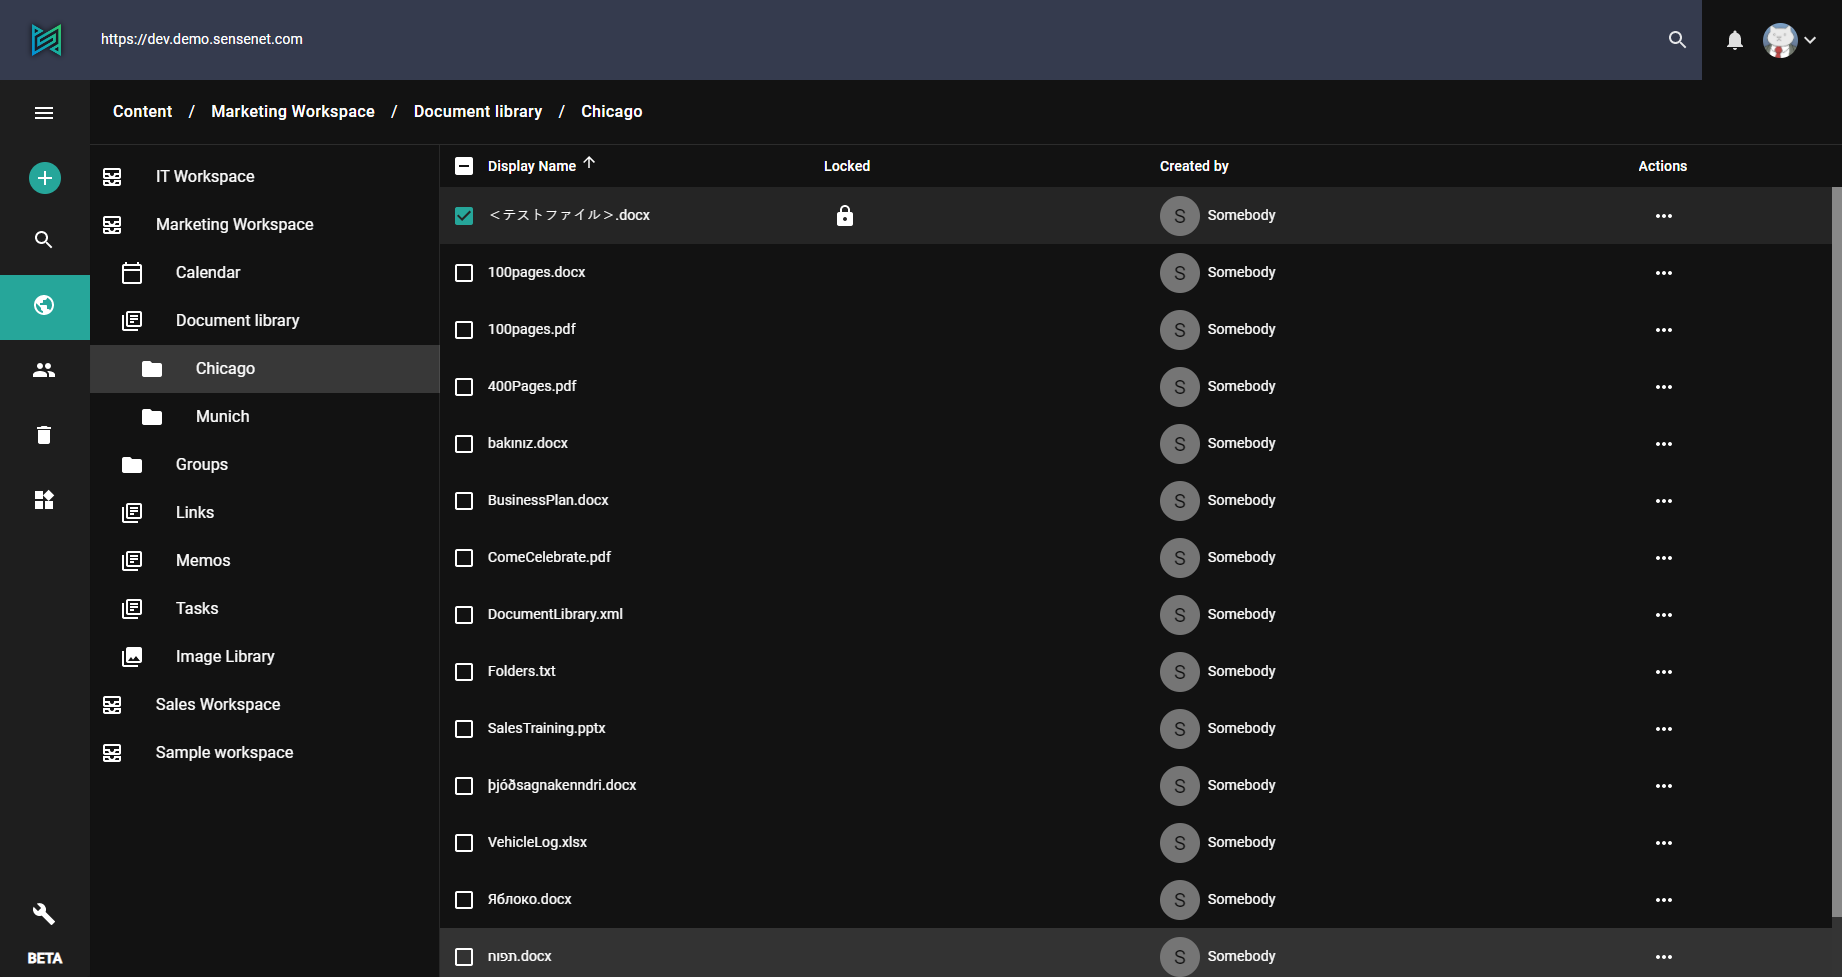 https://dev.demo.sensenet.com
Content / Marketing Workspace / Document library / Chicago
IT Workspace
Marketing Workspace
Calendar
Document library
Chicago
Munich
Groups
Links
Memos
Tasks
Image Library
Sales Workspace
Sample workspace
BETA
Display Name Locked Created by Actions
＜テストファイル＞.docx S Somebody
100pages.docx S Somebody
100pages.pdf S Somebody
400Pages.pdf S Somebody
bakınız.docx S Somebody
BusinessPlan.docx S Somebody
ComeCelebrate.pdf S Somebody
DocumentLibrary.xml S Somebody
Folders.txt S Somebody
SalesTraining.pptx S Somebody
þjóðsagnakenndri.docx S Somebody
VehicleLog.xlsx S Somebody
Яблоко.docx S Somebody
תפוח.docx S Somebody